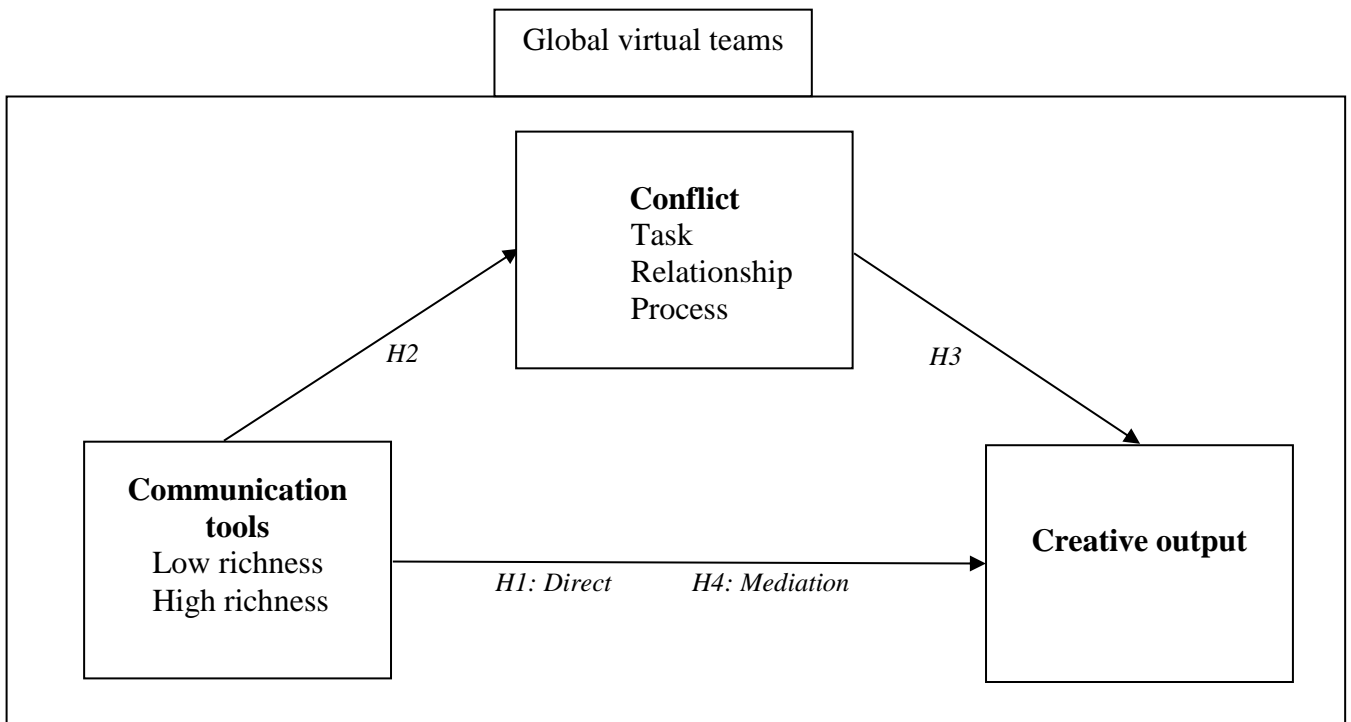 Global virtual teams
Conflict
Task
Relationship
Process
H2
H3
Communication
tools
Low richness
High richness
Creative output
H1: Direct
H4: Mediation